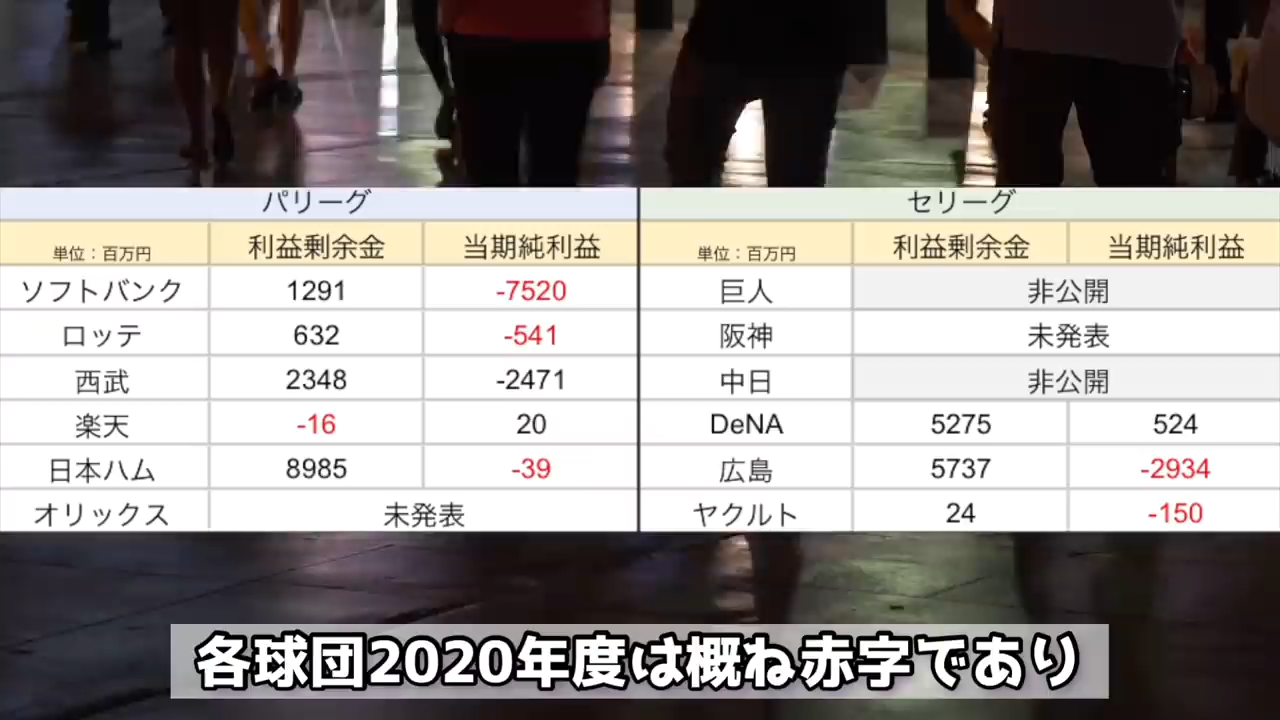 パリーグ
単位：百万円 利益剰余金 当期純利益
ソフトバンク 1291 -7520
ロッテ 632 -541
西武 2348 -2471
楽天 -16 20
日本ハム 8985 -39
オリックス 未発表
セリーグ
単位：百万円 利益剰余金 当期純利益
巨人 非公開
阪神 未発表
中日 非公開
DeNA 5275 524
広島 5737 -2934
ヤクルト 24 -150
各球団2020年度は概ね赤字であり